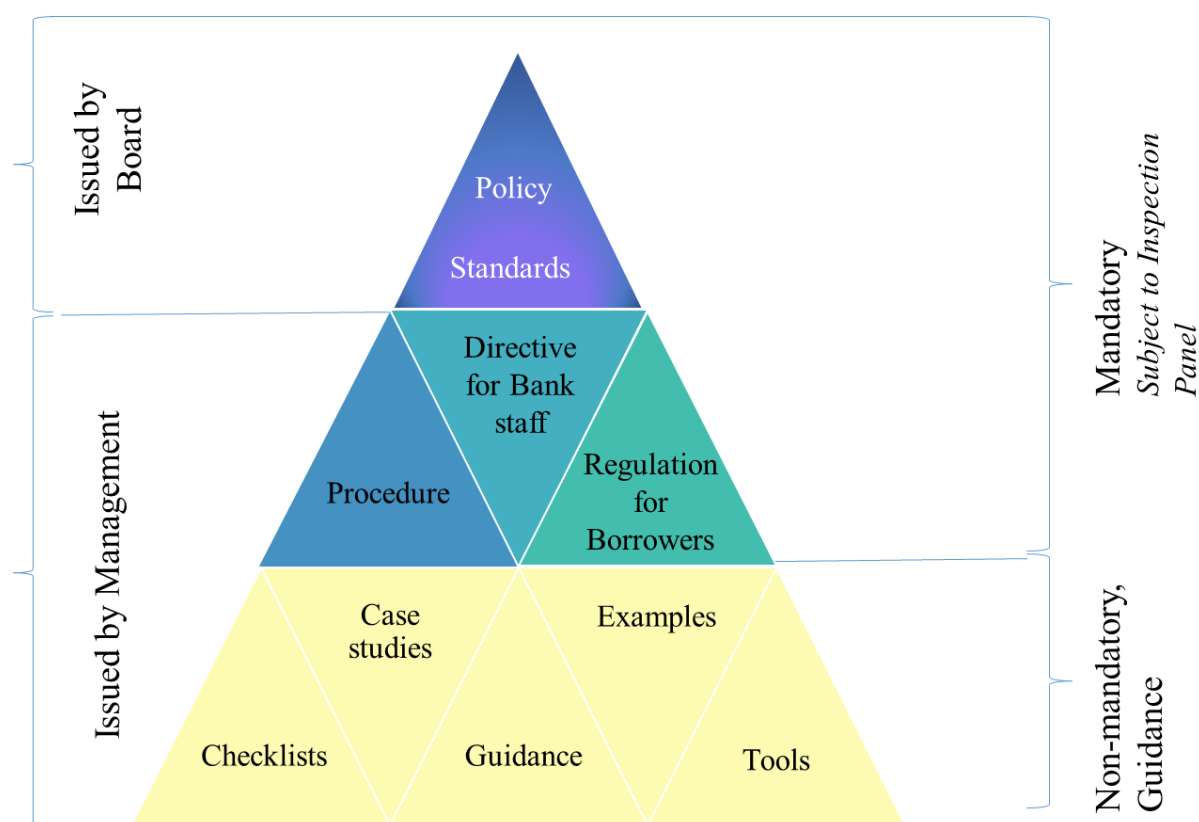 Issued by
Board
Policy
Standards
Mandatory
Subject to Inspection
Panel
Issued by Management
Directive
for Bank
staff
Procedure
Regulation
for
Borrowers
Case
studies
Examples
Checklists
Guidance
Tools
Non-mandatory,
Guidance